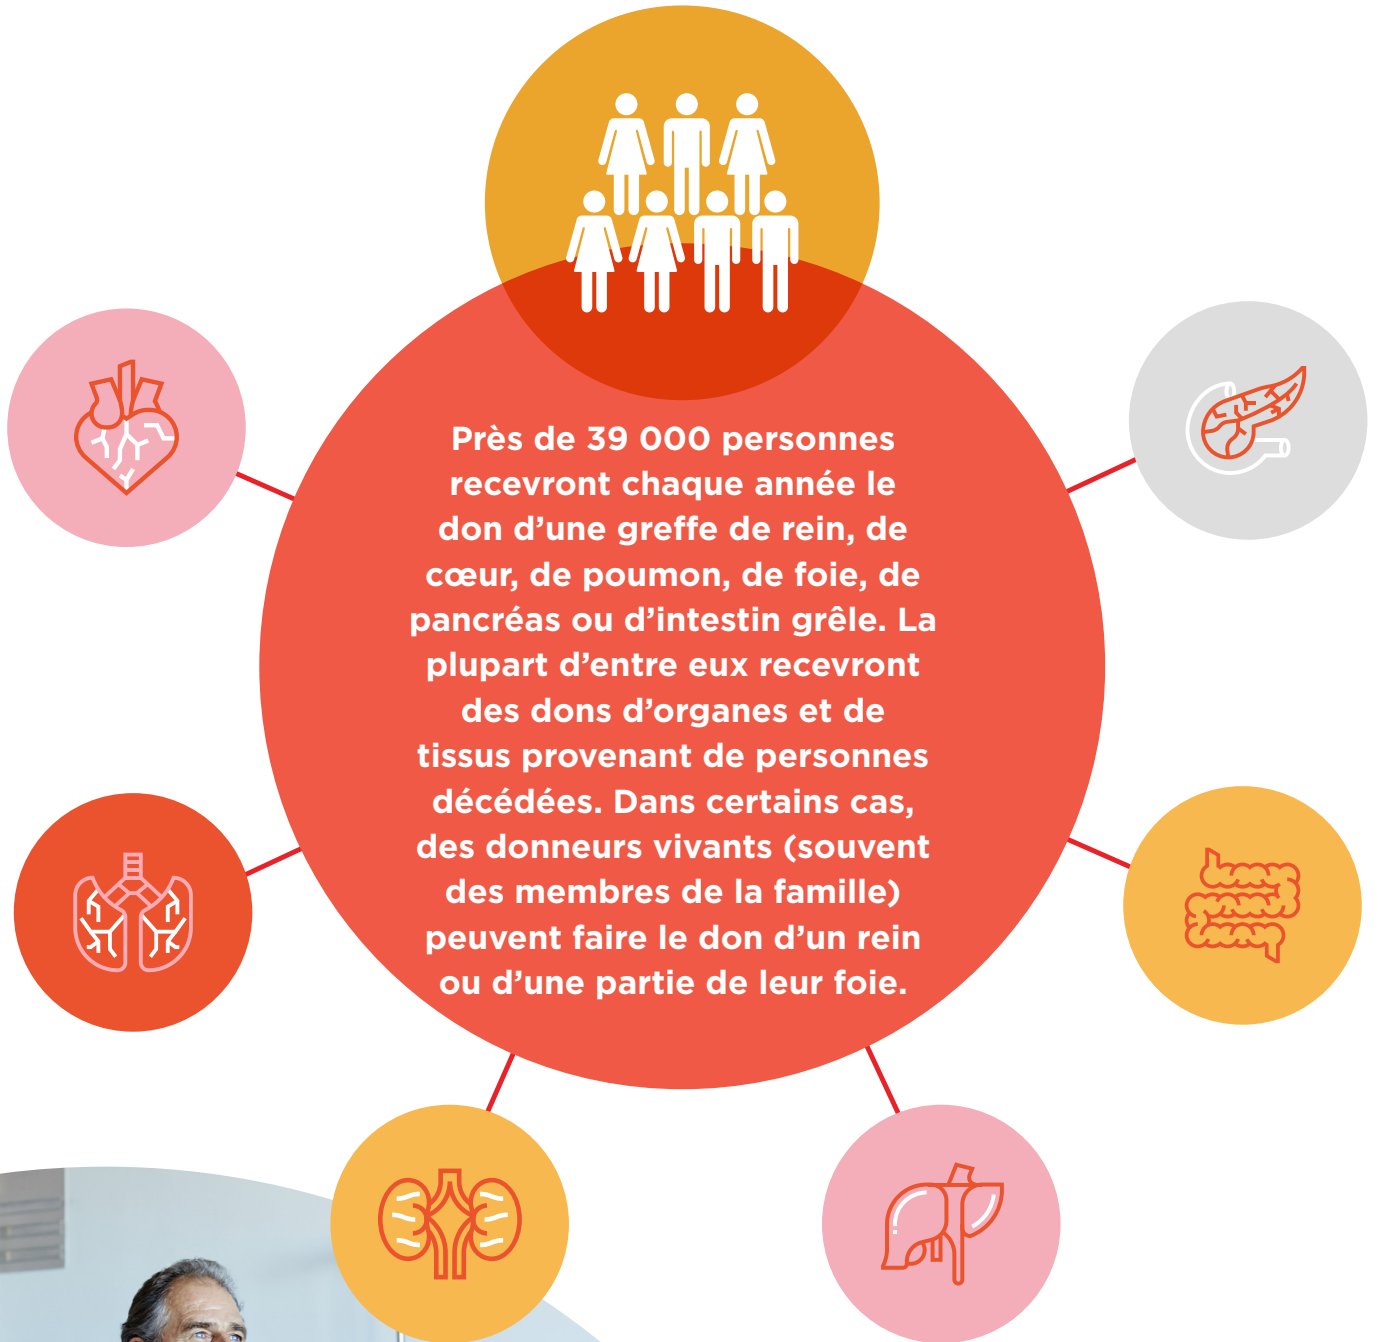 Près de 39 000 personnes
recevront chaque année le
don d’une greffe de rein, de
cœur, de poumon, de foie, de
pancréas ou d’intestin grêle. La
plupart d’entre eux recevront
des dons d’organes et de
tissus provenant de personnes
décédées. Dans certains cas,
des donneurs vivants (souvent
des membres de la famille)
peuvent faire le don d’un rein
ou d’une partie de leur foie.